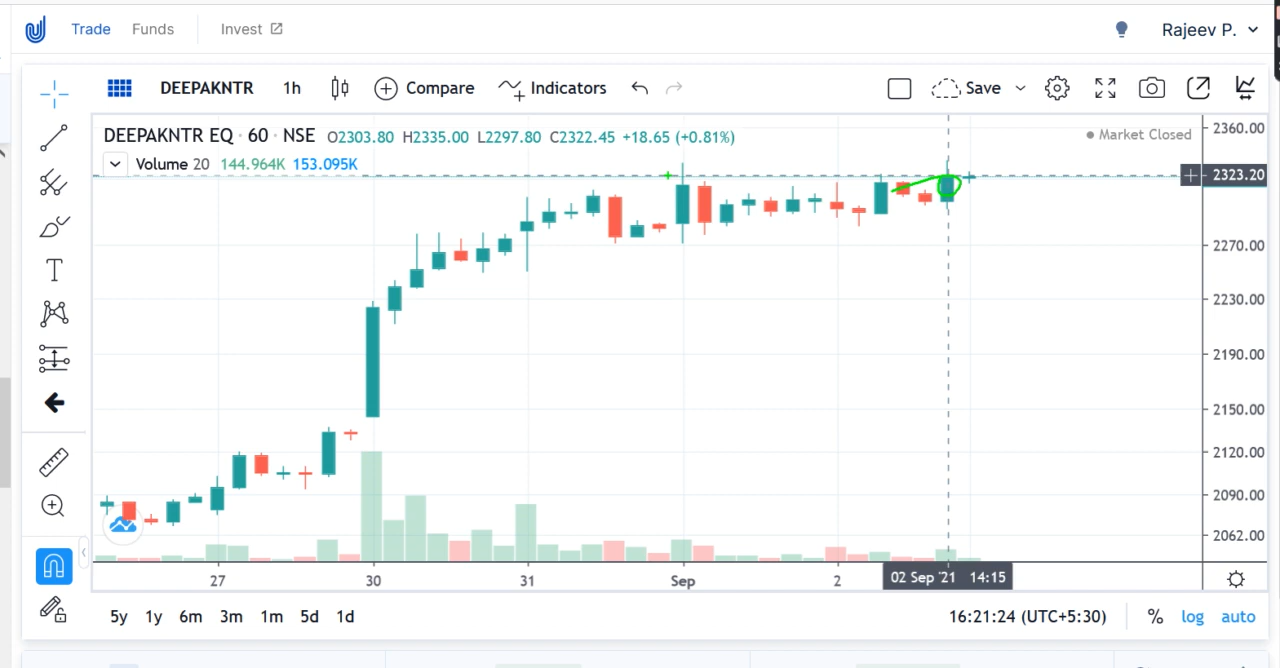 Trade Funds Invest Rajeev P.
DEEPAKNTR 1h Compare Indicators Save
DEEPAKNTR EQ · 60 · NSE O2303.80 H2335.00 L2297.80 C2322.45 +18.65 (+0.81%) Market Closed
Volume 20 144.964K 153.095K
2360.00
2323.20
2270.00
2230.00
2190.00
2150.00
2120.00
2090.00
2062.00
27 30 31 Sep 2 02 Sep '21 14:15
5y 1y 6m 3m 1m 5d 1d 16:21:24 (UTC+5:30) % log auto